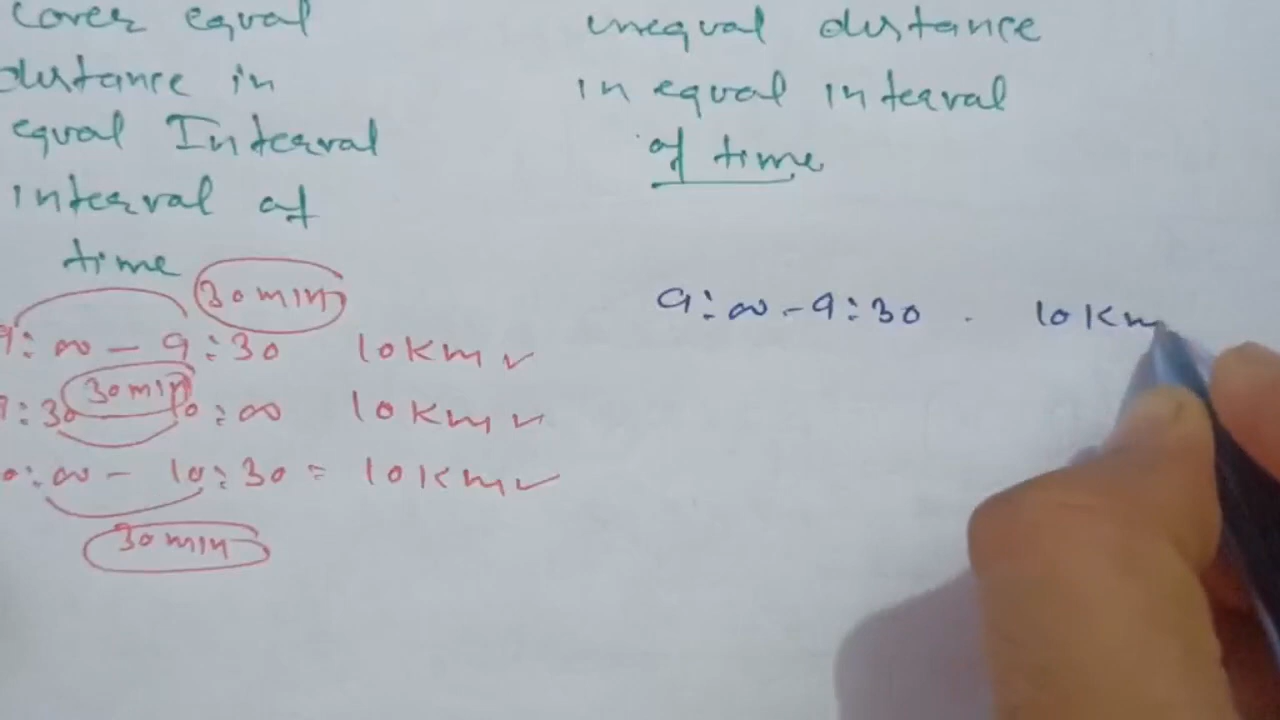 cover equal
distance in
equal Interval
interval of
time
30 min
9:00 - 9:30 10 Km
30 min
9:30 10:00 10 Km
10:00 - 10:30 = 10 Km
30 min
unequal distance
in equal interval
of time
9:00 - 9:30 - 10 Km